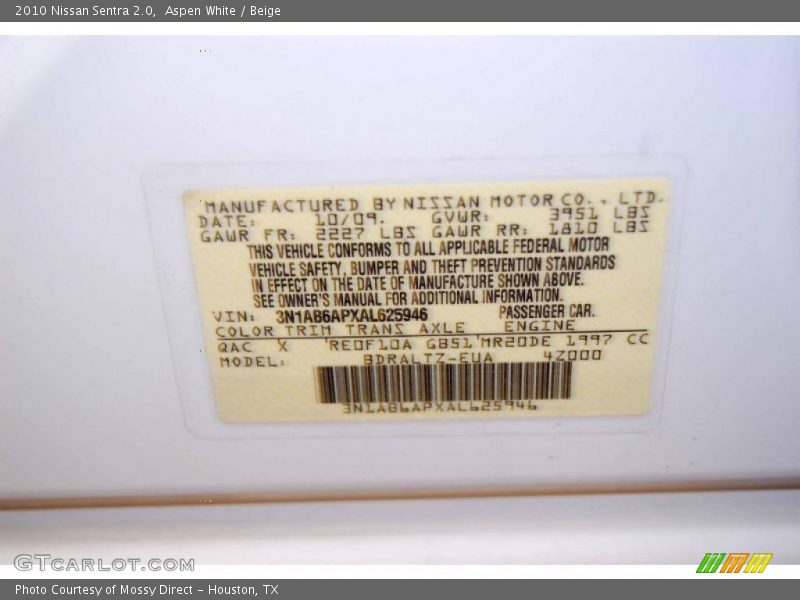 2010 Nissan Sentra 2.0,  Aspen White / Beige
MANUFACTURED BY NISSAN MOTOR CO., LTD.
DATE: 10/09. GVWR: 3951 LBS
GAWR FR: 2227 LBS GAWR RR: 1810 LBS
THIS VEHICLE CONFORMS TO ALL APPLICABLE FEDERAL MOTOR
VEHICLE SAFETY, BUMPER AND THEFT PREVENTION STANDARDS
IN EFFECT ON THE DATE OF MANUFACTURE SHOWN ABOVE.
SEE OWNER'S MANUAL FOR ADDITIONAL INFORMATION.
VIN: 3N1AB6APXAL625946 PASSENGER CAR.
COLOR TRIM TRANS AXLE ENGINE
QAC X RE0F10A GB51 MR20DE 1997 CC
MODEL: BDRALTZ-EUA 4Z000
3N1AB6APXAL625946
GTCARLOT.COM
Photo Courtesy of Mossy Direct – Houston, TX